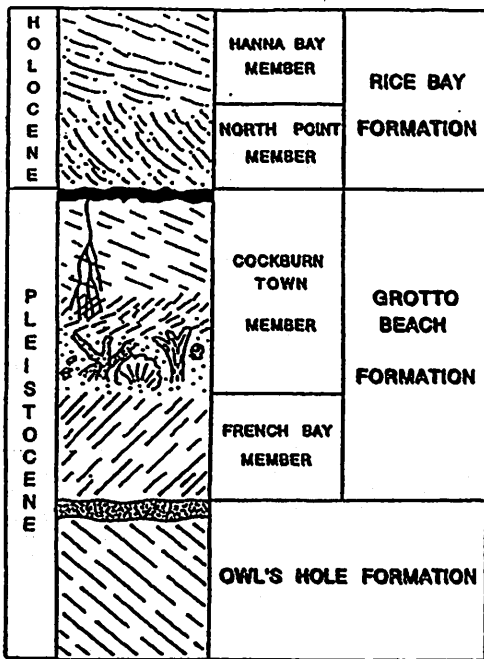 HOLOCENE
HANNA BAY
MEMBER
NORTH POINT
MEMBER
RICE BAY
FORMATION
PLEISTOCENE
COCKBURN
TOWN
MEMBER
FRENCH BAY
MEMBER
GROTTO
BEACH
FORMATION
OWL'S HOLE FORMATION